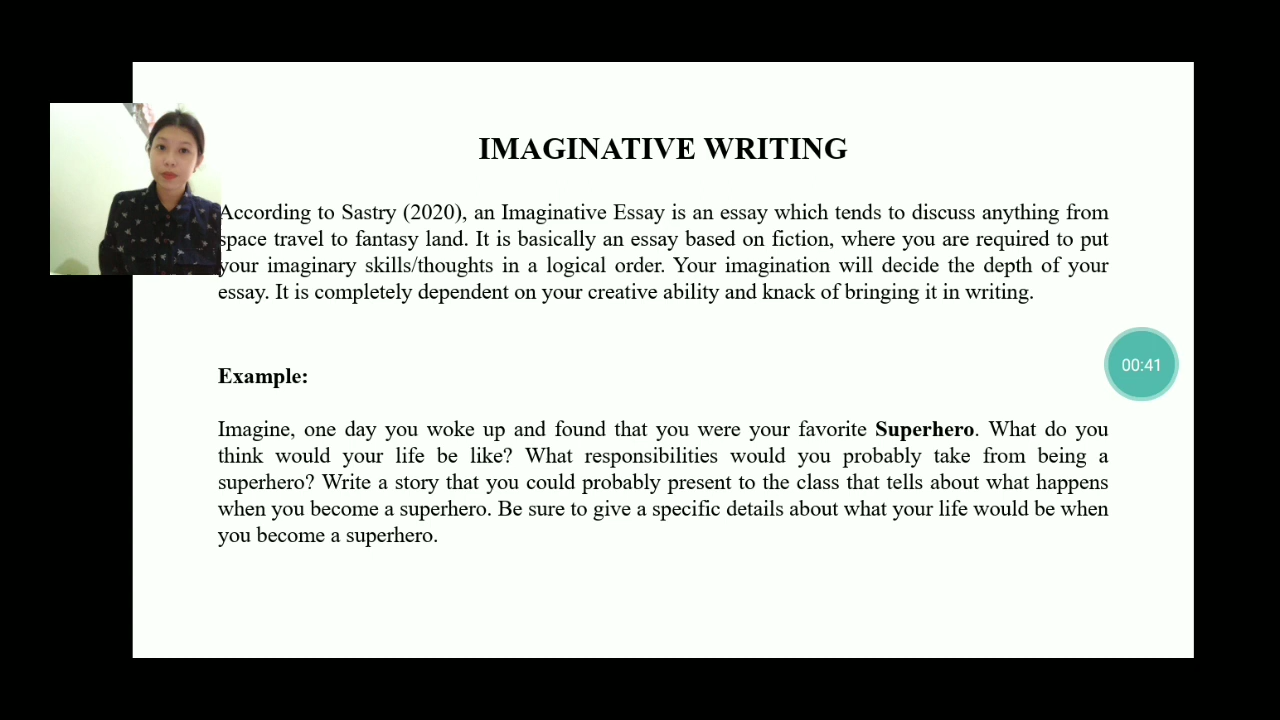 IMAGINATIVE WRITING
According to Sastry (2020), an Imaginative Essay is an essay which tends to discuss anything from
space travel to fantasy land. It is basically an essay based on fiction, where you are required to put
your imaginary skills/thoughts in a logical order. Your imagination will decide the depth of your
essay. It is completely dependent on your creative ability and knack of bringing it in writing.
00:41
Example:
Imagine, one day you woke up and found that you were your favorite Superhero. What do you
think would your life be like? What responsibilities would you probably take from being a
superhero? Write a story that you could probably present to the class that tells about what happens
when you become a superhero. Be sure to give a specific details about what your life would be when
you become a superhero.